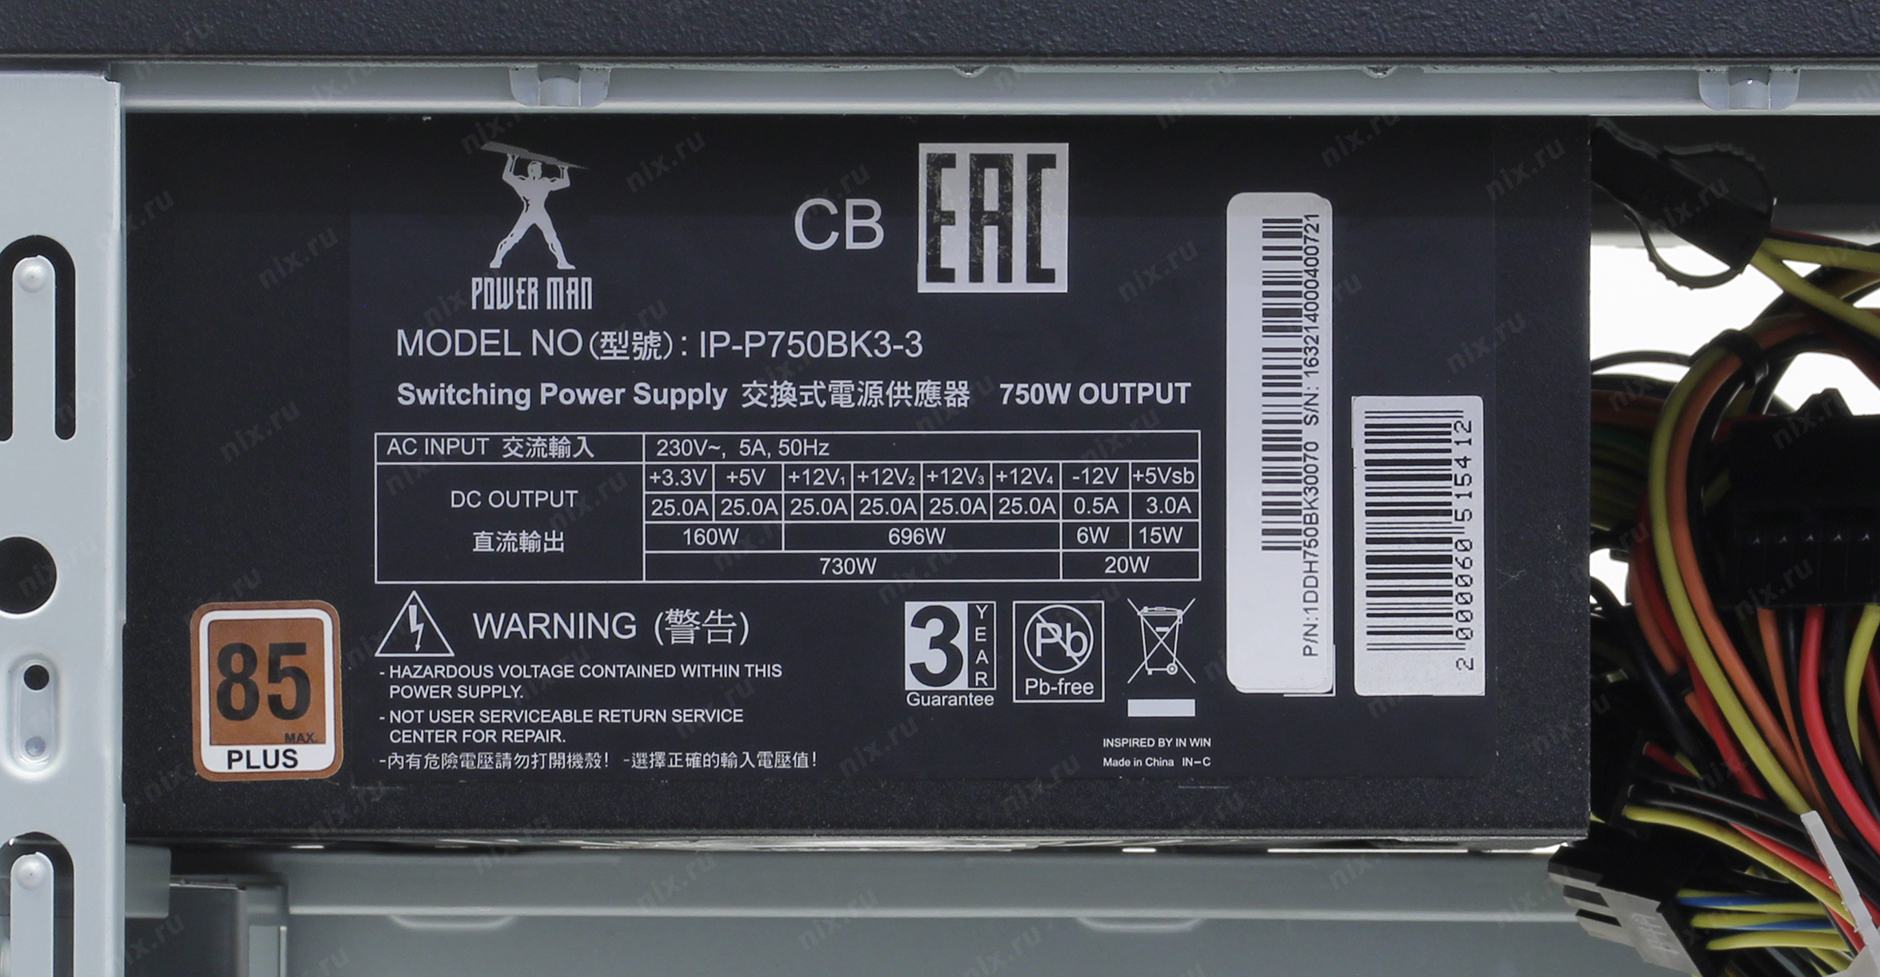 POWER MAN
CB
EAC
MODEL NO (型號) : IP-P750BK3-3
Switching Power Supply 交換式電源供應器 750W OUTPUT
AC INPUT 交流輸入 230V~, 5A, 50Hz
DC OUTPUT
直流輸出
+3.3V +5V +12V₁ +12V₂ +12V₃ +12V₄ -12V +5Vsb
25.0A 25.0A 25.0A 25.0A 25.0A 25.0A 0.5A 3.0A
160W 696W 6W 15W
730W 20W
85
MAX.
PLUS
WARNING (警告)
- HAZARDOUS VOLTAGE CONTAINED WITHIN THIS
POWER SUPPLY.
- NOT USER SERVICEABLE RETURN SERVICE
CENTER FOR REPAIR.
-內有危險電壓請勿打開機殼! -選擇正確的輸入電壓值!
3 YEAR
Guarantee
Pb
Pb-free
INSPIRED BY IN WIN
Made in China IN-C
P/N:1DDH750BK30070 S/N: 16321400400721
2 000060 515412
nix.ru